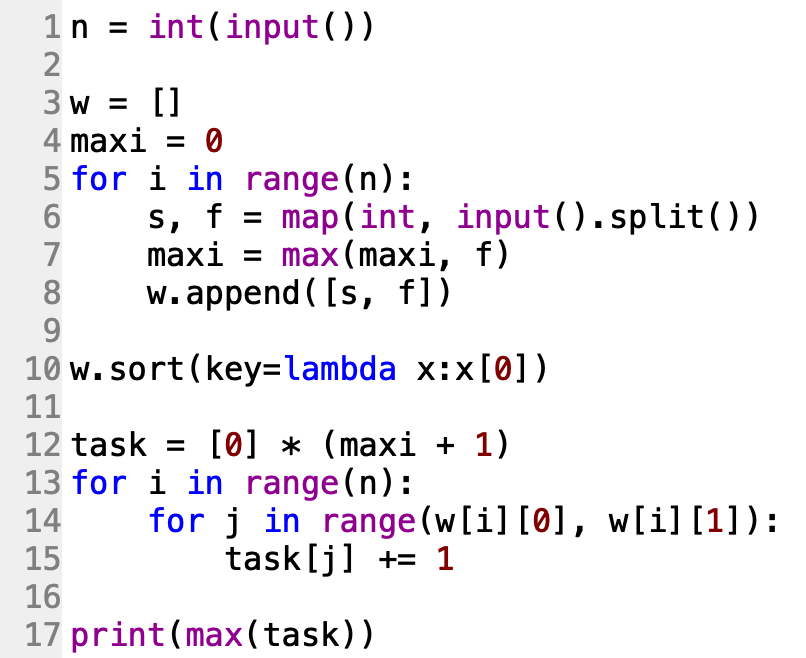 1 n = int(input())
2
3 w = []
4 maxi = 0
5 for i in range(n):
6     s, f = map(int, input().split())
7     maxi = max(maxi, f)
8     w.append([s, f])
9
10 w.sort(key=lambda x:x[0])
11
12 task = [0] * (maxi + 1)
13 for i in range(n):
14     for j in range(w[i][0], w[i][1]):
15         task[j] += 1
16
17 print(max(task))